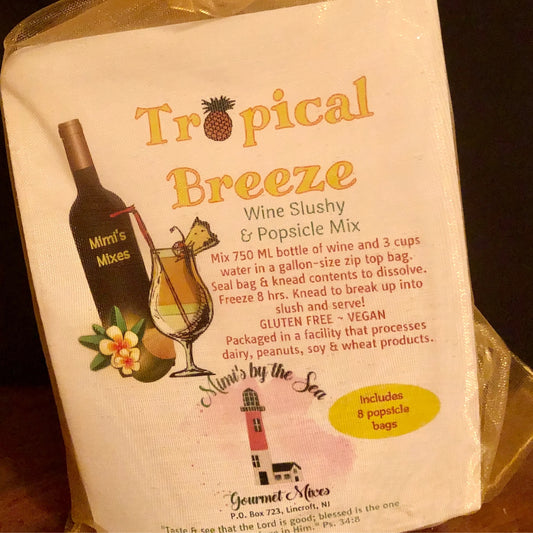 Tropical
Breeze
Wine Slushy
& Popsicle Mix
Mimi's
Mixes
Mix 750 ML bottle of wine and 3 cups
water in a gallon-size zip top bag.
Seal bag & knead contents to dissolve.
Freeze 8 hrs. Knead to break up into
slush and serve!
GLUTEN FREE ~ VEGAN
Packaged in a facility that processes
dairy, peanuts, soy & wheat products.
Mimi's by the Sea
Includes
8 popsicle
bags
Gourmet Mixes
P.O. Box 723, Lincroft, NJ
"Taste & see that the Lord is good; blessed is the one
in Him." Ps. 34:8